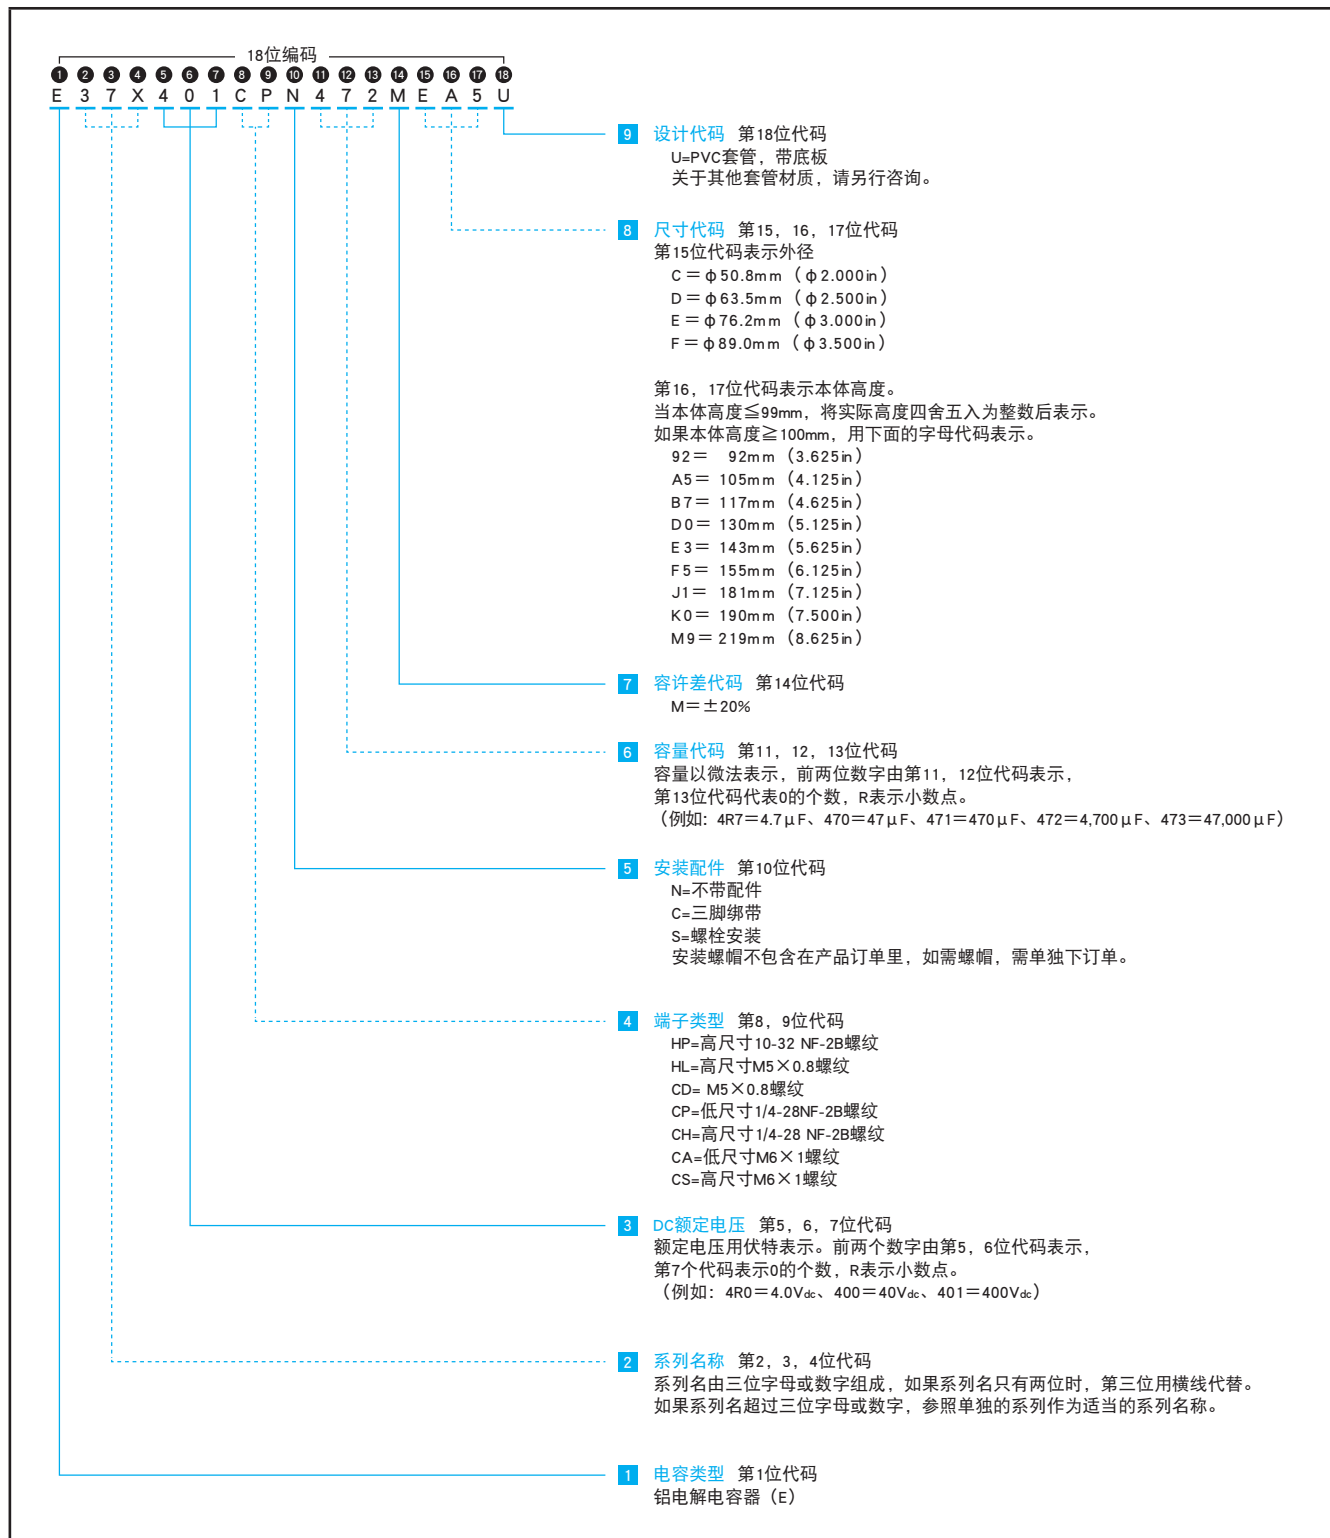 18位编码
1 2 3 4 5 6 7 8 9 10 11 12 13 14 15 16 17 18
E 3 7 X 4 0 1 C P N 4 7 2 M E A 5 U
9 设计代码 第18位代码
U=PVC套管，带底板
关于其他套管材质，请另行咨询。
8 尺寸代码 第15，16，17位代码
第15位代码表示外径
C＝φ50.8mm（φ2.000in）
D＝φ63.5mm（φ2.500in）
E＝φ76.2mm（φ3.000in）
F＝φ89.0mm（φ3.500in）
第16，17位代码表示本体高度。
当本体高度≦99mm，将实际高度四舍五入为整数后表示。
如果本体高度≧100mm，用下面的字母代码表示。
92＝ 92mm（3.625in）
A5＝ 105mm（4.125in）
B7＝ 117mm（4.625in）
D0＝ 130mm（5.125in）
E3＝ 143mm（5.625in）
F5＝ 155mm（6.125in）
J1＝ 181mm（7.125in）
K0＝ 190mm（7.500in）
M9＝ 219mm（8.625in）
7 容许差代码 第14位代码
M＝±20%
6 容量代码 第11，12，13位代码
容量以微法表示，前两位数字由第11，12位代码表示，
第13位代码代表0的个数，R表示小数点。
（例如：4R7＝4.7μF、470＝47μF、471＝470μF、472＝4,700μF、473＝47,000μF）
5 安装配件 第10位代码
N=不带配件
C=三脚绑带
S=螺栓安装
安装螺帽不包含在产品订单里，如需螺帽，需单独下订单。
4 端子类型 第8，9位代码
HP=高尺寸10-32 NF-2B螺纹
HL=高尺寸M5×0.8螺纹
CD= M5×0.8螺纹
CP=低尺寸1/4-28NF-2B螺纹
CH=高尺寸1/4-28 NF-2B螺纹
CA=低尺寸M6×1螺纹
CS=高尺寸M6×1螺纹
3 DC额定电压 第5，6，7位代码
额定电压用伏特表示。前两个数字由第5，6位代码表示，
第7个代码表示0的个数，R表示小数点。
（例如：4R0＝4.0Vdc、400＝40Vdc、401＝400Vdc）
2 系列名称 第2，3，4位代码
系列名由三位字母或数字组成，如果系列名只有两位时，第三位用横线代替。
如果系列名超过三位字母或数字，参照单独的系列作为适当的系列名称。
1 电容类型 第1位代码
铝电解电容器（E）